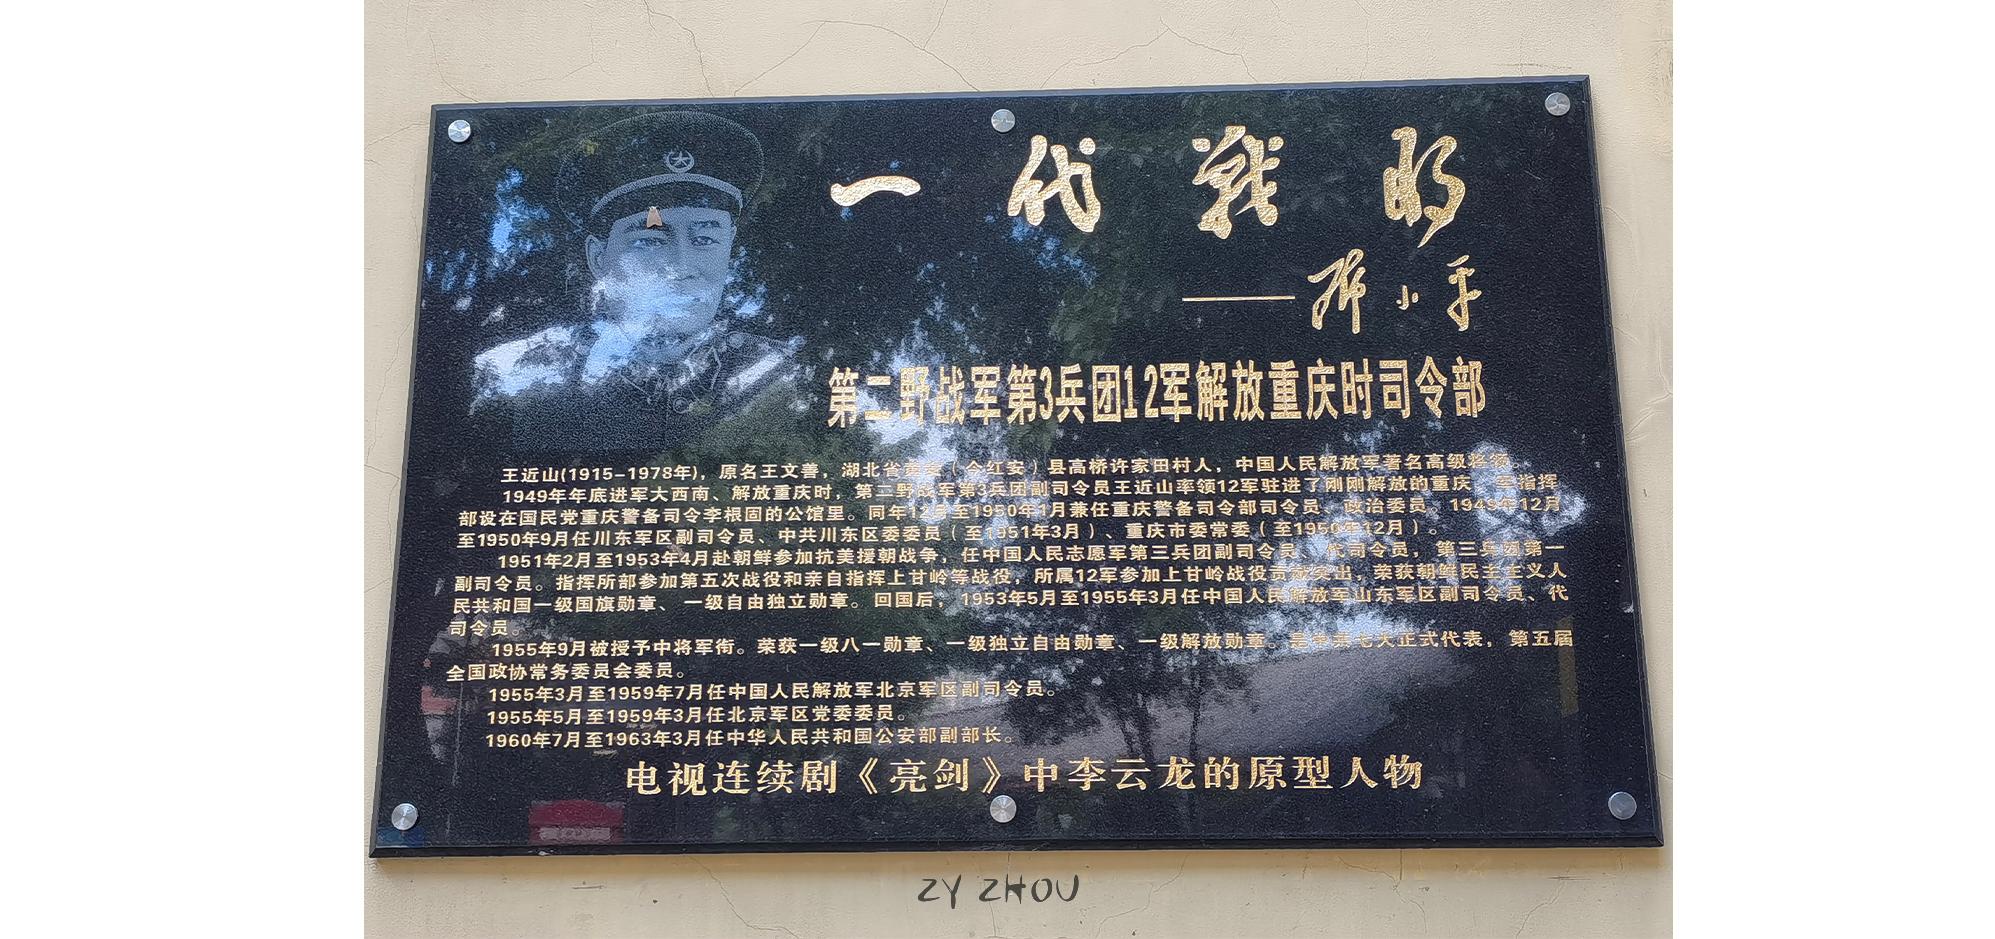 一代战将
——邓小平
第二野战军第3兵团12军解放重庆时司令部
王近山(1915-1978年)，原名王文善，湖北省黄安（今红安）县高桥许家田村人，中国人民解放军著名高级将领。
1949年年底进军大西南、解放重庆时，第二野战军第3兵团副司令员王近山率领12军驻进了刚刚解放的重庆 军指挥
部设在国民党重庆警备司令李根固的公馆里。同年12月至1950年1月兼任重庆警备司令部司令员、政治委员。1949年12月
至1950年9月任川东军区副司令员、中共川东区委委员（至1951年3月）、重庆市委常委（至1950年12月）。
1951年2月至1953年4月赴朝鲜参加抗美援朝战争，任中国人民志愿军第三兵团副司令员、代司令员，第三兵团第一
副司令员。指挥所部参加第五次战役和亲自指挥上甘岭等战役，所属12军参加上甘岭战役贡献突出，荣获朝鲜民主主义人
民共和国一级国旗勋章、一级自由独立勋章。回国后，1953年5月至1955年3月任中国人民解放军山东军区副司令员、代
司令员。
1955年9月被授予中将军衔。荣获一级八一勋章、一级独立自由勋章、一级解放勋章。是中共七大正式代表，第五届
全国政协常务委员会委员。
1955年3月至1959年7月任中国人民解放军北京军区副司令员。
1955年5月至1959年3月任北京军区党委委员。
1960年7月至1963年3月任中华人民共和国公安部副部长。
电视连续剧《亮剑》中李云龙的原型人物
ZY ZHOU